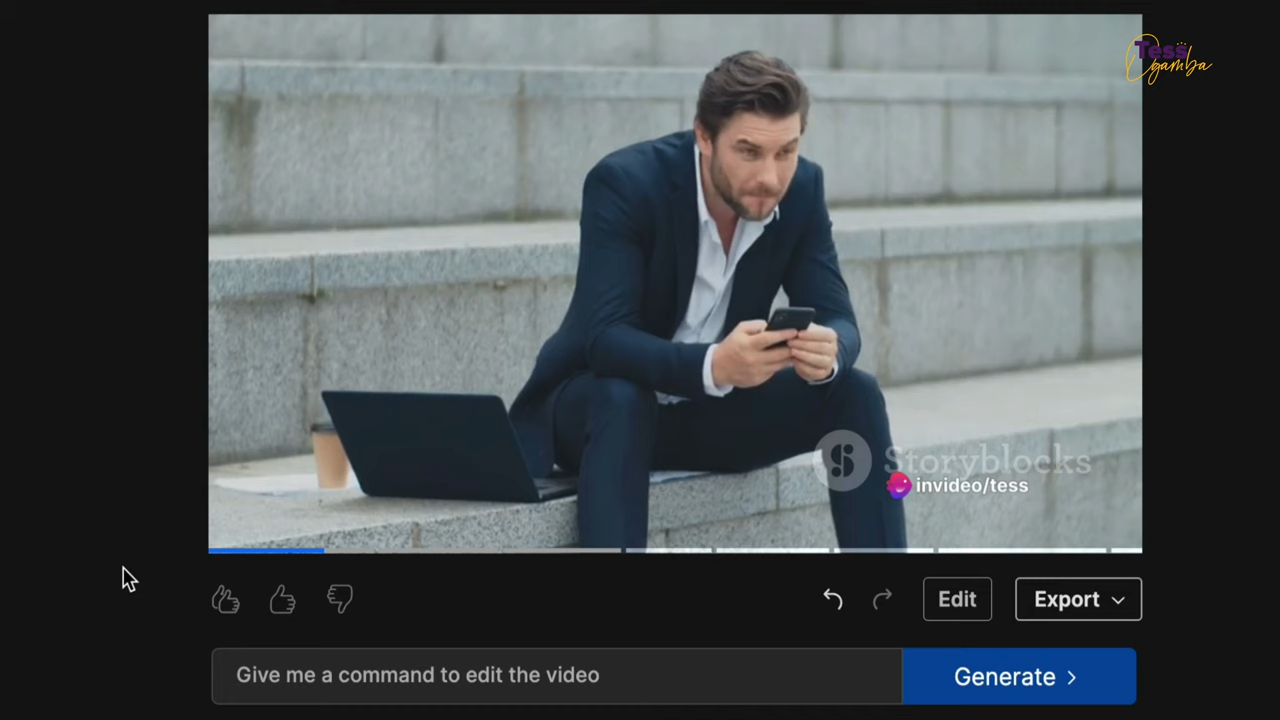 Tess
Ogamba
Storyblocks
invideo/tess
Edit
Export
Give me a command to edit the video
Generate